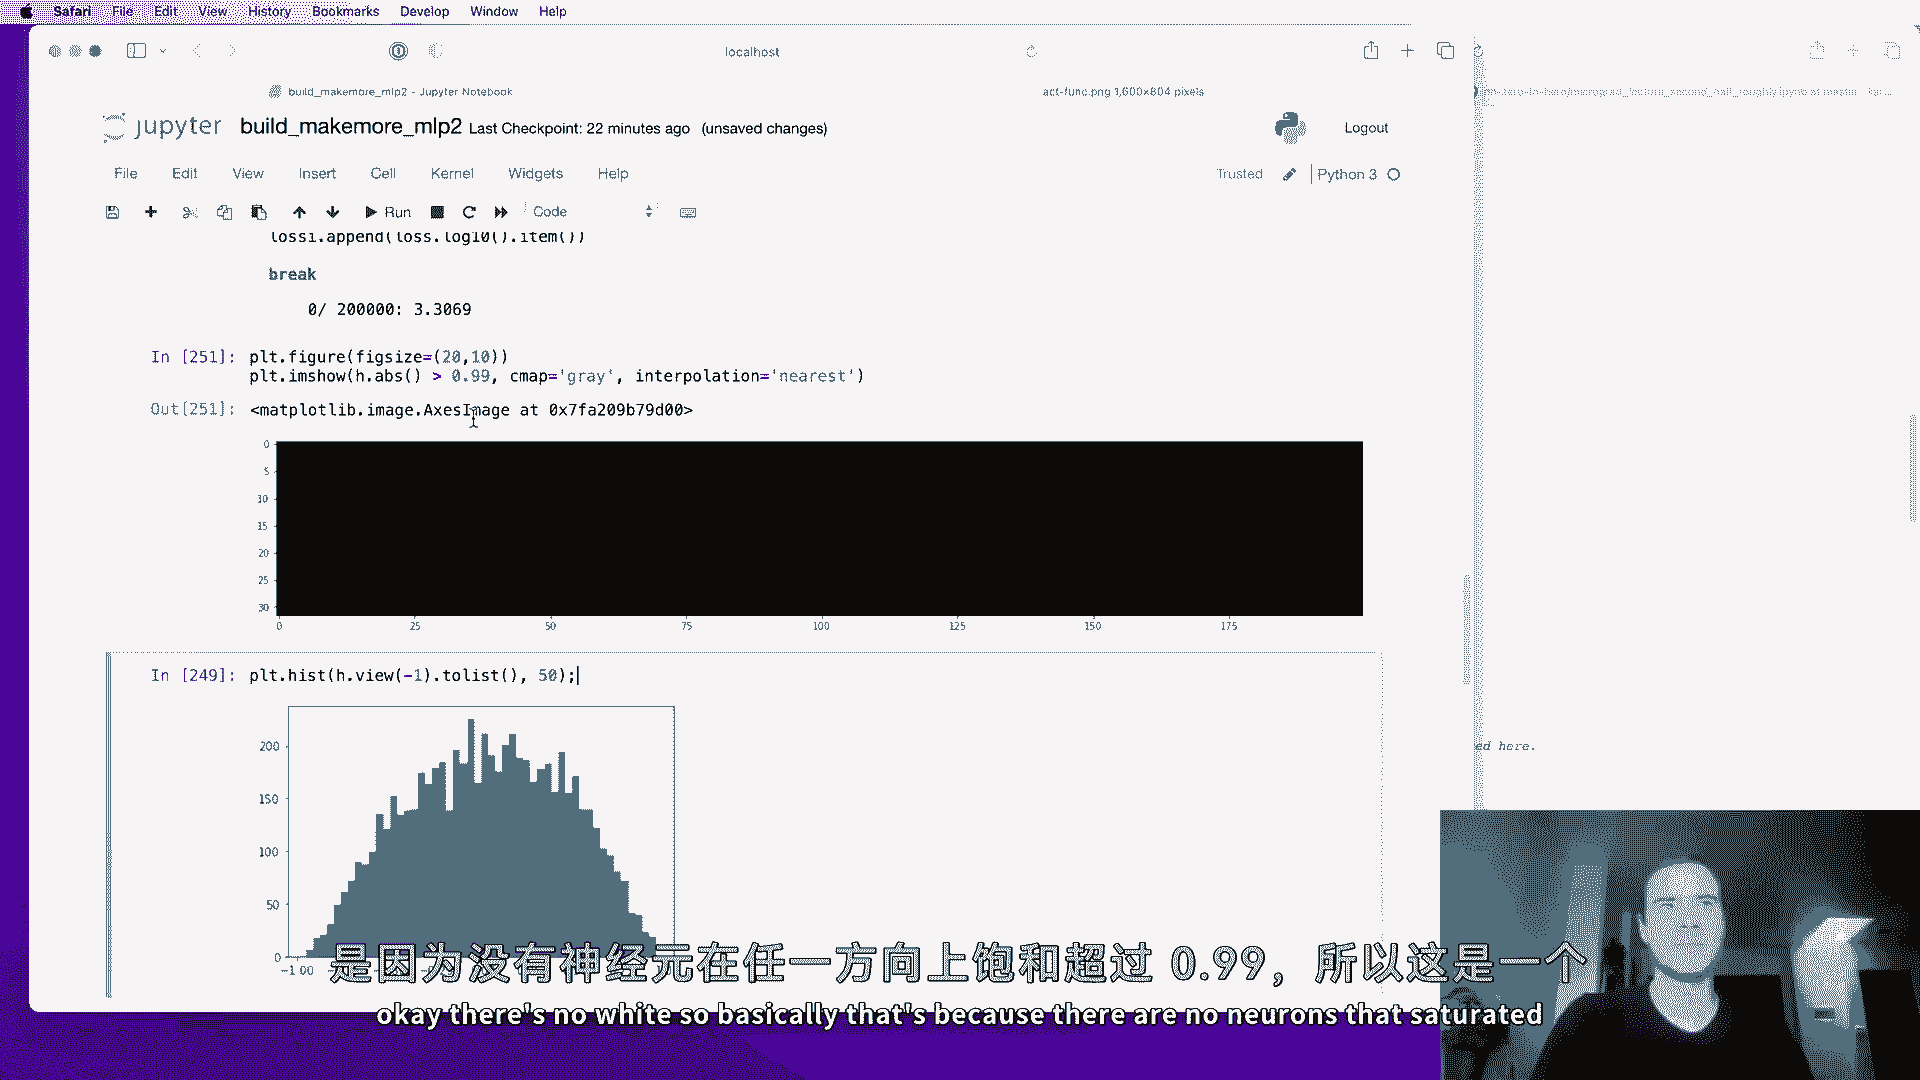 Safari File Edit View History Bookmarks Develop Window Help
localhost
build_makemore_mlp2 - Jupyter Notebook
act-func.png 1,600×804 pixels
jupyter build_makemore_mlp2 Last Checkpoint: 22 minutes ago (unsaved changes)
Logout
File Edit View Insert Cell Kernel Widgets Help
Trusted
Python 3
Run
Code
lossi.append(loss.log10().item())
break
0/ 200000: 3.3069
In [251]: plt.figure(figsize=(20,10))
plt.imshow(h.abs() > 0.99, cmap='gray', interpolation='nearest')
Out[251]: <matplotlib.image.AxesImage at 0x7fa209b79d00>
0
5
10
15
20
25
30
0 25 50 75 100 125 150 175
In [249]: plt.hist(h.view(-1).tolist(), 50);
200
150
100
50
0
-1 00
ed here.
是因为没有神经元在任一方向上饱和超过 0.99，所以这是一个
okay there's no white so basically that's because there are no neurons that saturated